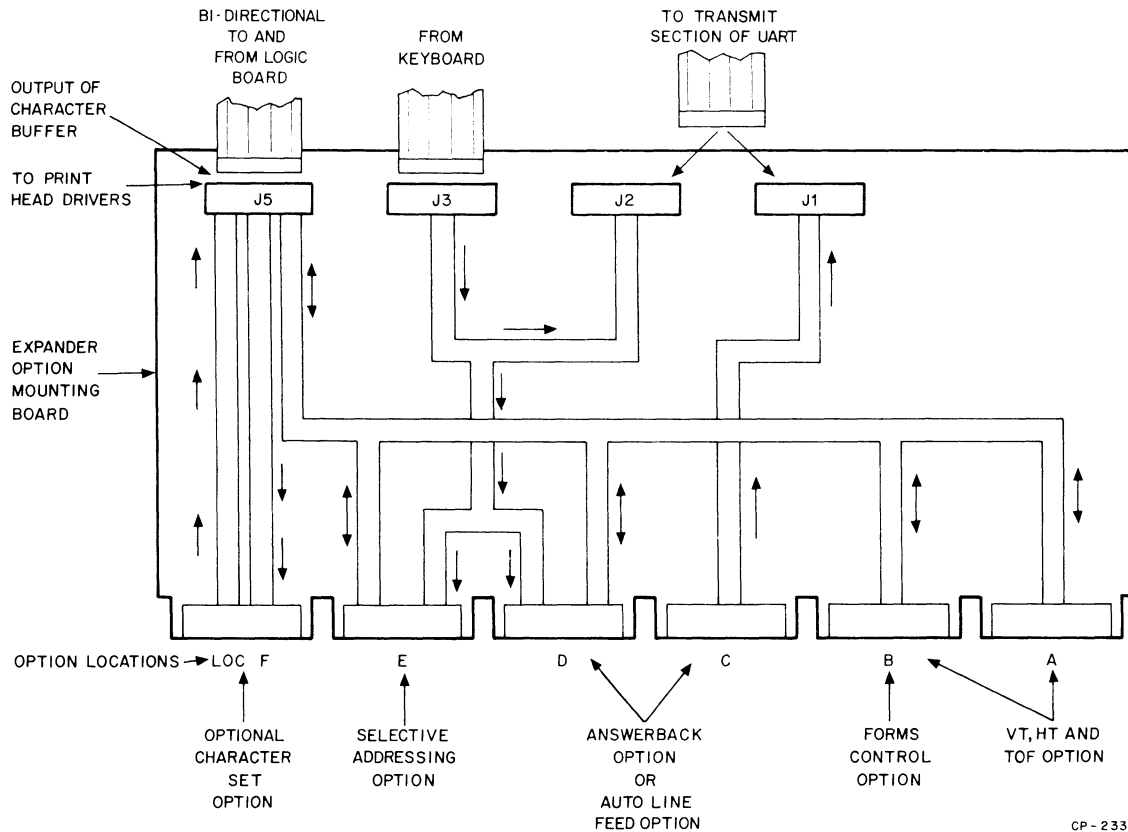 BI-DIRECTIONAL
TO AND
FROM LOGIC
BOARD
FROM
KEYBOARD
TO TRANSMIT
SECTION OF UART
OUTPUT OF
CHARACTER
BUFFER
TO PRINT
HEAD DRIVERS
J5
J3
J2
J1
EXPANDER
OPTION
MOUNTING
BOARD
OPTION LOCATIONS
LOC F
E
D
C
B
A
OPTIONAL
CHARACTER
SET
OPTION
SELECTIVE
ADDRESSING
OPTION
ANSWERBACK
OPTION
OR
AUTO LINE
FEED OPTION
FORMS
CONTROL
OPTION
VT, HT AND
TOF OPTION
CP-233